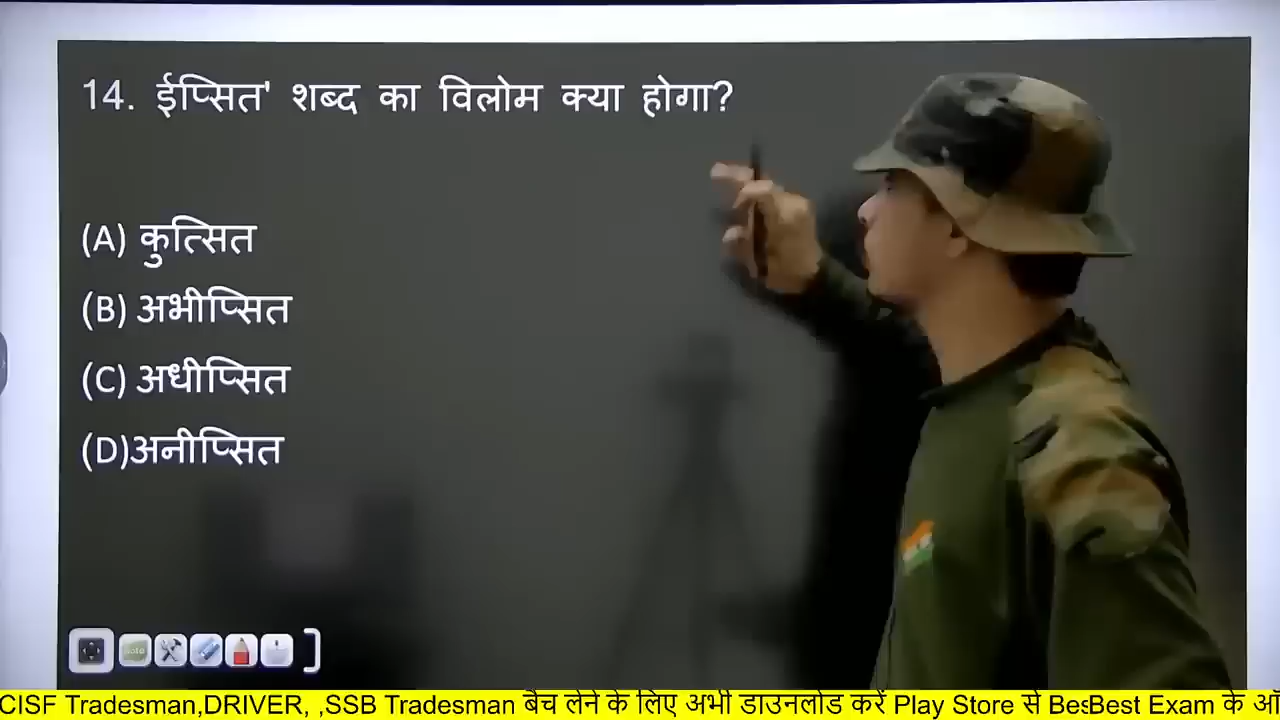 14. ईप्सित' शब्द का विलोम क्या होगा?
(A) कुत्सित
(B) अभीप्सित
(C) अधीप्सित
(D)अनीप्सित
CISF Tradesman,DRIVER, ,SSB Tradesman बैच लेने के लिए अभी डाउनलोड करें Play Store से BesBest Exam के